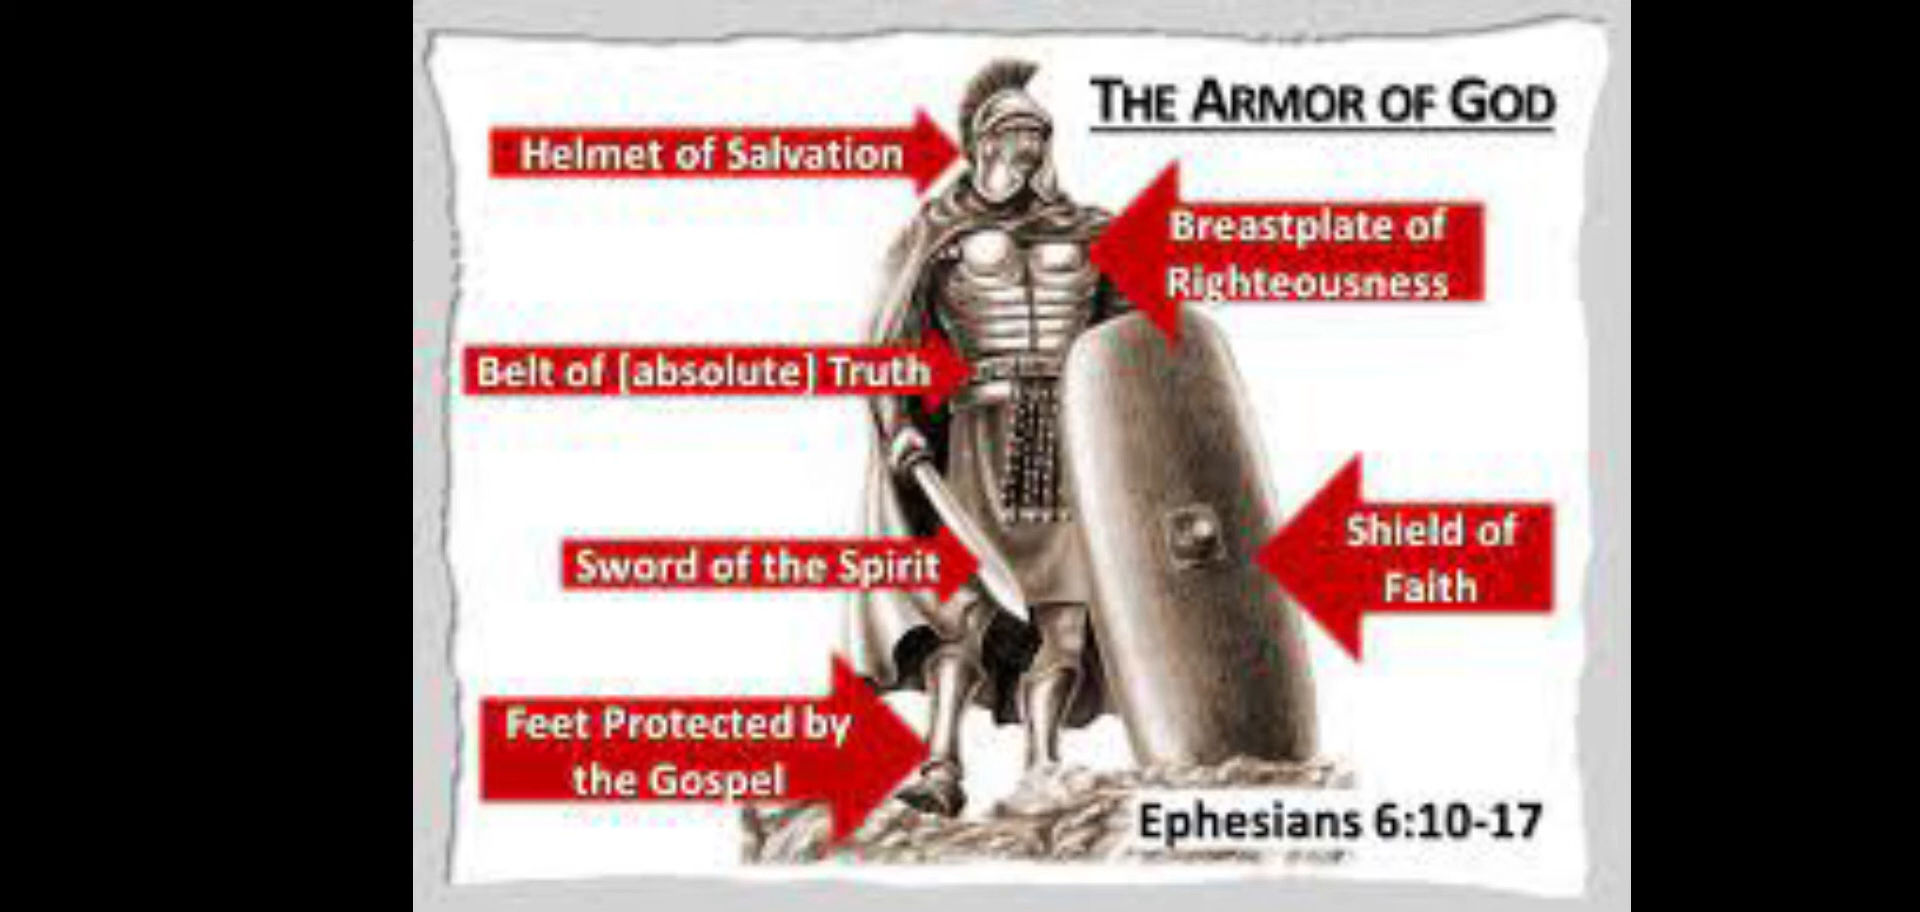 THE ARMOR OF GOD
Helmet of Salvation
Breastplate of
Righteousness
Belt of [absolute] Truth
Shield of
Faith
Sword of the Spirit
Feet Protected by
the Gospel
Ephesians 6:10-17